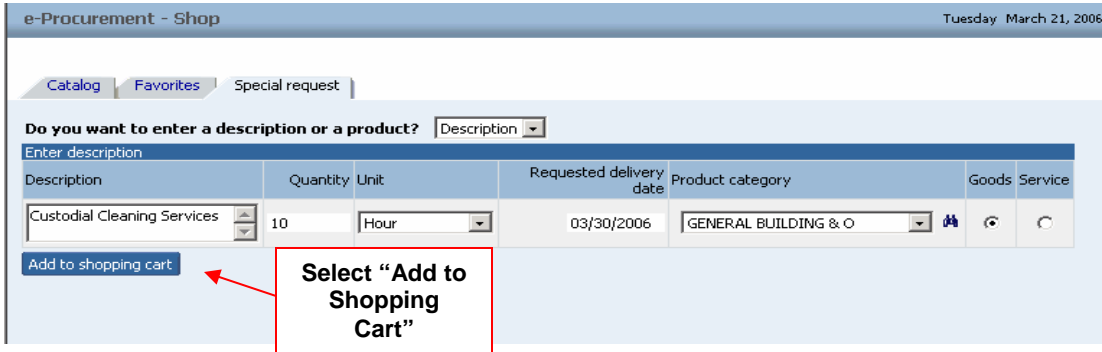 e-Procurement - Shop
Tuesday March 21, 2006
Catalog Favorites Special request
Do you want to enter a description or a product? Description
Enter description
Description Quantity Unit Requested delivery date Product category Goods Service
Custodial Cleaning Services 10 Hour 03/30/2006 GENERAL BUILDING & O
Add to shopping cart
Select “Add to
Shopping
Cart”